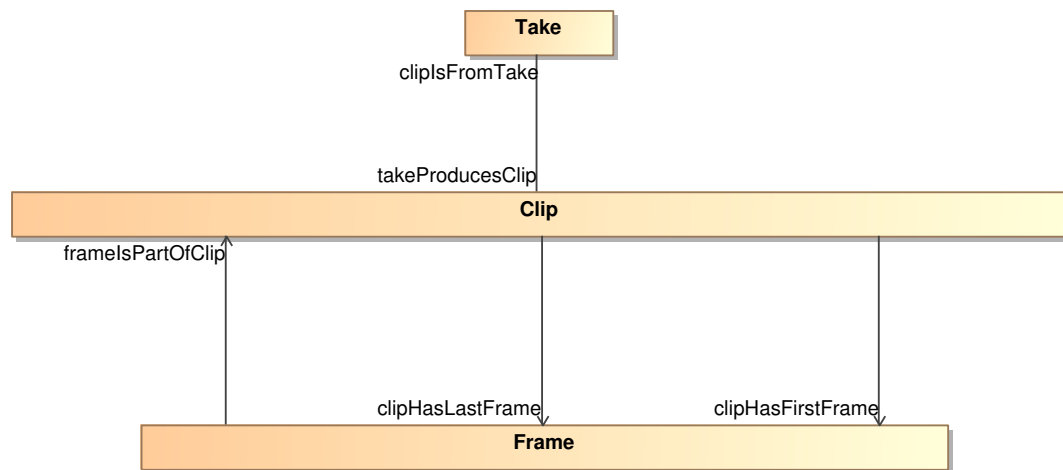 Take
clipIsFromTake
takeProducesClip
Clip
frameIsPartOfClip
clipHasLastFrame
clipHasFirstFrame
Frame